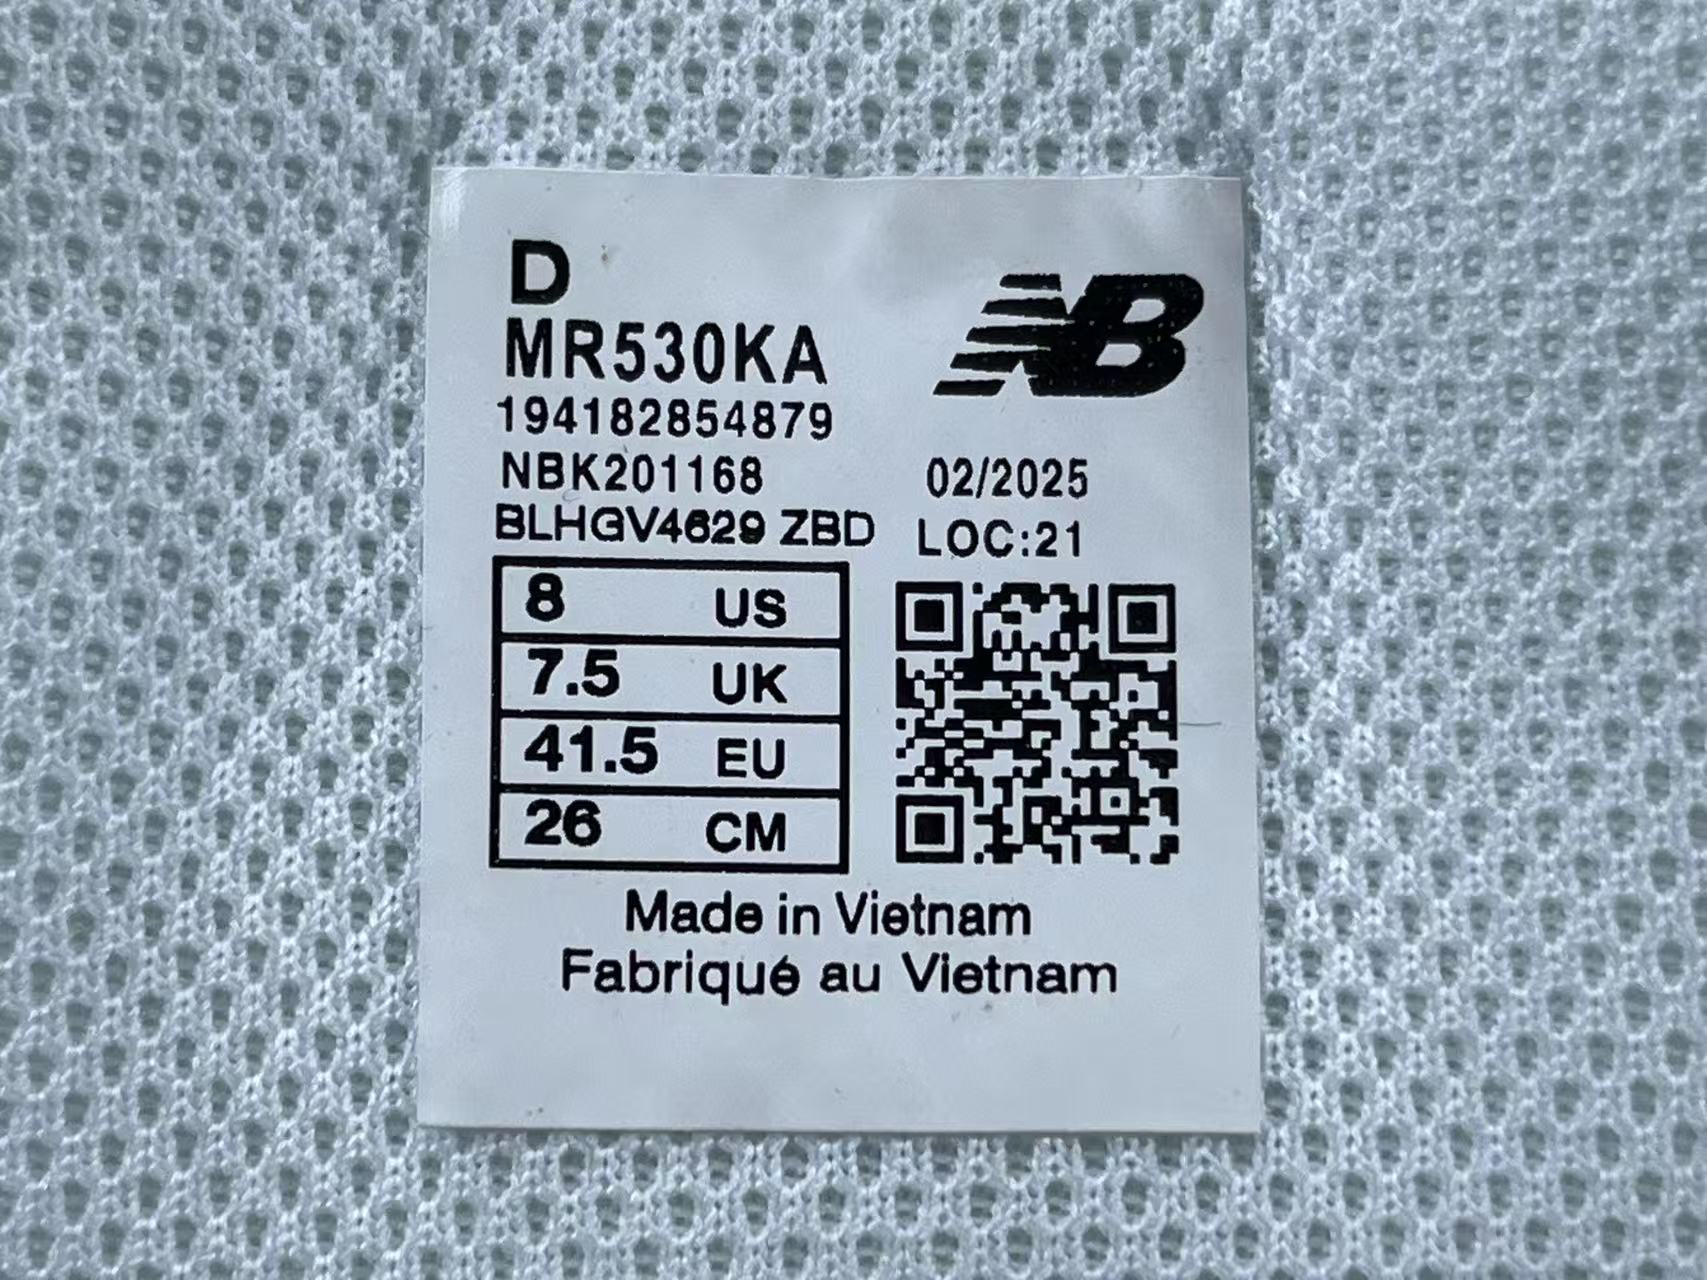 D
MR530KA
NB
194182854879
NBK201168 02/2025
BLHGV4629 ZBD LOC:21
8 US
7.5 UK
41.5 EU
26 CM
Made in Vietnam
Fabriqué au Vietnam